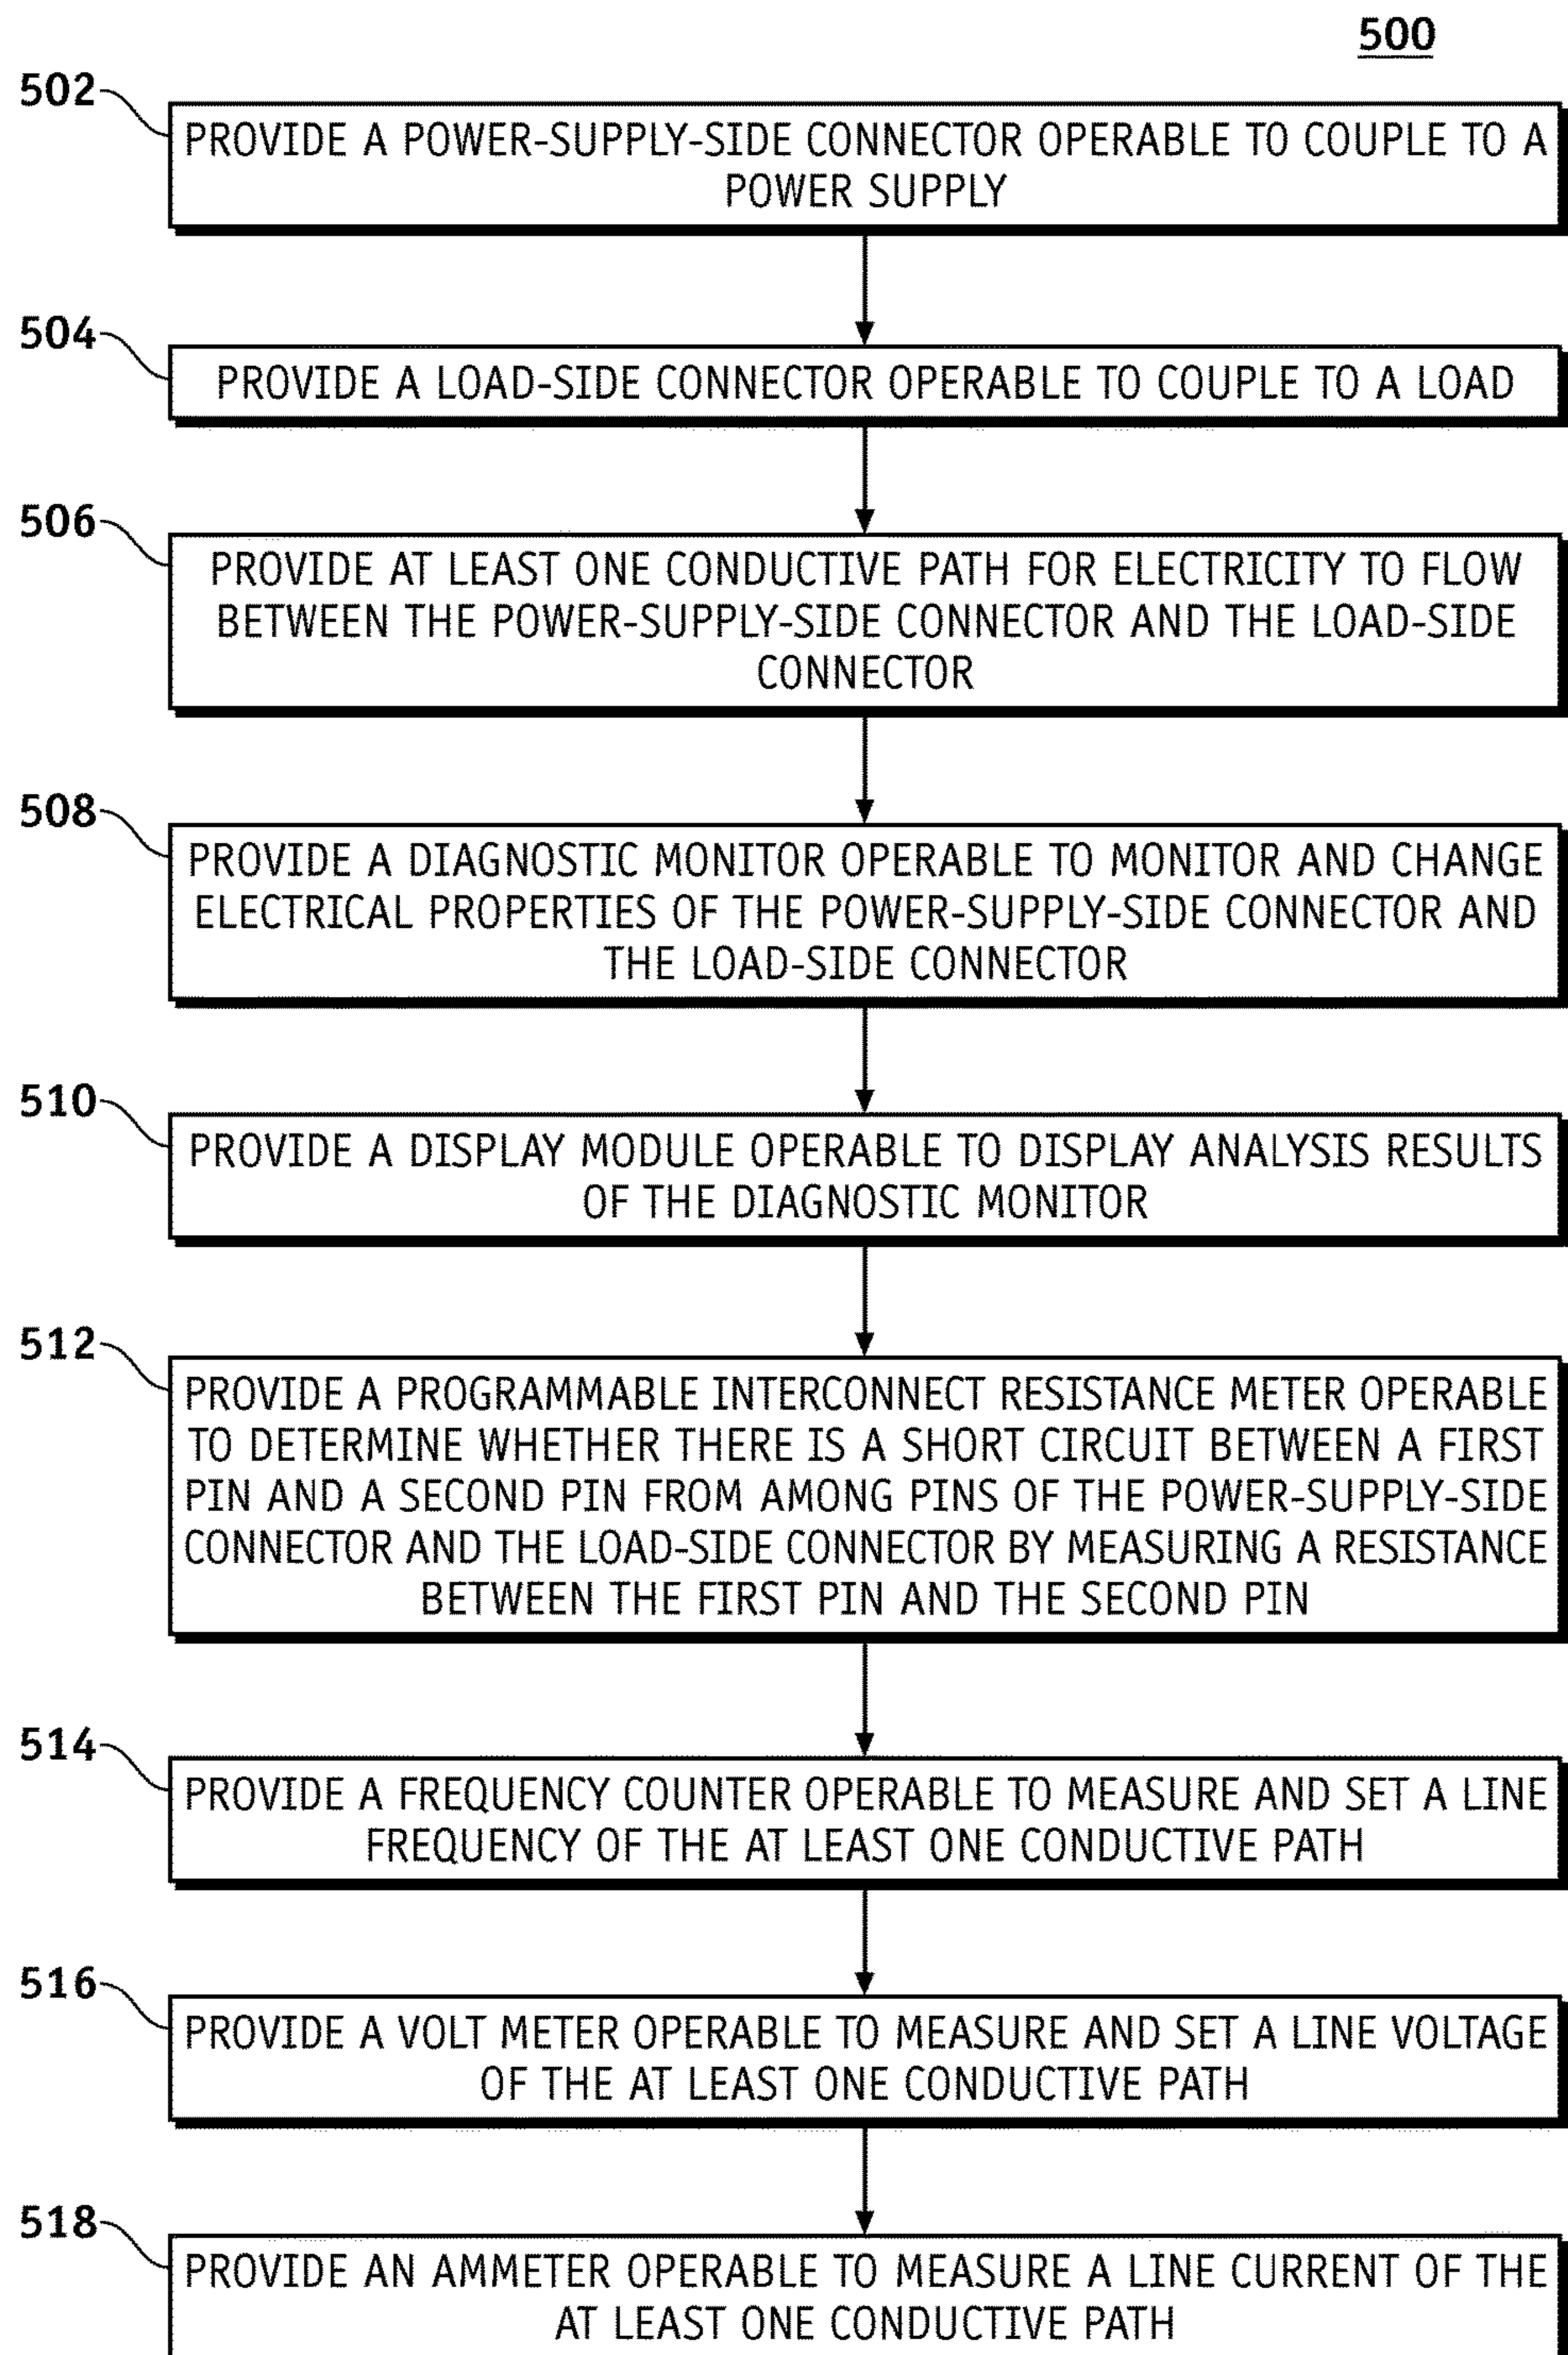 500
502
PROVIDE A POWER-SUPPLY-SIDE CONNECTOR OPERABLE TO COUPLE TO A
POWER SUPPLY
504
PROVIDE A LOAD-SIDE CONNECTOR OPERABLE TO COUPLE TO A LOAD
506
PROVIDE AT LEAST ONE CONDUCTIVE PATH FOR ELECTRICITY TO FLOW
BETWEEN THE POWER-SUPPLY-SIDE CONNECTOR AND THE LOAD-SIDE
CONNECTOR
508
PROVIDE A DIAGNOSTIC MONITOR OPERABLE TO MONITOR AND CHANGE
ELECTRICAL PROPERTIES OF THE POWER-SUPPLY-SIDE CONNECTOR AND
THE LOAD-SIDE CONNECTOR
510
PROVIDE A DISPLAY MODULE OPERABLE TO DISPLAY ANALYSIS RESULTS
OF THE DIAGNOSTIC MONITOR
512
PROVIDE A PROGRAMMABLE INTERCONNECT RESISTANCE METER OPERABLE
TO DETERMINE WHETHER THERE IS A SHORT CIRCUIT BETWEEN A FIRST
PIN AND A SECOND PIN FROM AMONG PINS OF THE POWER-SUPPLY-SIDE
CONNECTOR AND THE LOAD-SIDE CONNECTOR BY MEASURING A RESISTANCE
BETWEEN THE FIRST PIN AND THE SECOND PIN
514
PROVIDE A FREQUENCY COUNTER OPERABLE TO MEASURE AND SET A LINE
FREQUENCY OF THE AT LEAST ONE CONDUCTIVE PATH
516
PROVIDE A VOLT METER OPERABLE TO MEASURE AND SET A LINE VOLTAGE
OF THE AT LEAST ONE CONDUCTIVE PATH
518
PROVIDE AN AMMETER OPERABLE TO MEASURE A LINE CURRENT OF THE
AT LEAST ONE CONDUCTIVE PATH